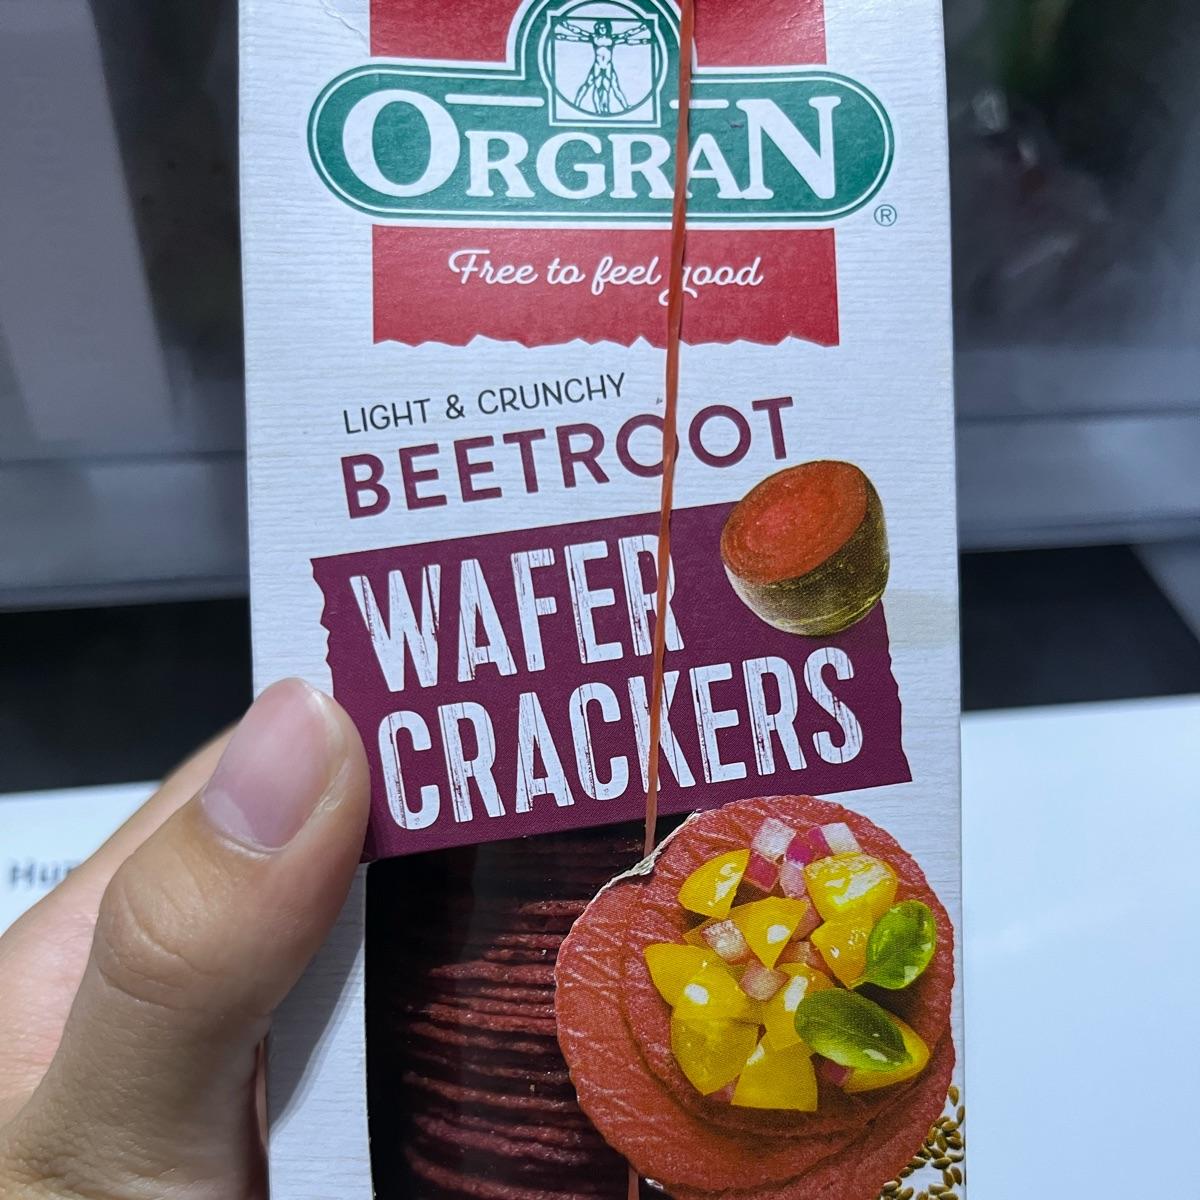 ORGRAN
®
Free to feel good
LIGHT & CRUNCHY
BEETROOT
WAFER
CRACKERS